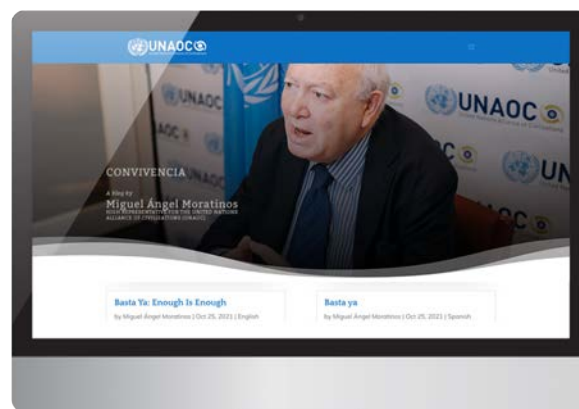 UNAOC
UNAOC
UNAOC
CONVIVENCIA
A blog by
Miguel Ángel Moratinos
HIGH REPRESENTATIVE FOR THE UNITED NATIONS
ALLIANCE OF CIVILIZATIONS (UNAOC)
Basta Ya: Enough Is Enough
by Miguel Ángel Moratinos | Oct 25, 2021 | English
Basta ya
by Miguel Ángel Moratinos | Oct 25, 2021 | Spanish